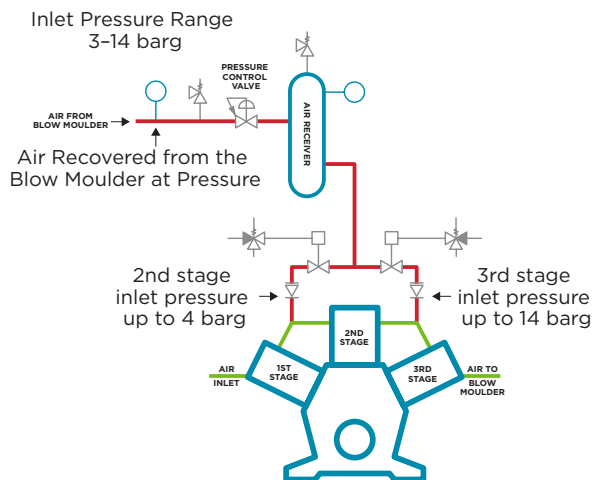 Inlet Pressure Range
3–14 barg
PRESSURE
CONTROL
VALVE
AIR FROM
BLOW MOULDER
AIR RECEIVER
Air Recovered from the
Blow Moulder at Pressure
2nd stage
inlet pressure
up to 4 barg
3rd stage
inlet pressure
up to 14 barg
2ND
STAGE
AIR
INLET
1ST
STAGE
3RD
STAGE
AIR TO
BLOW
MOULDER